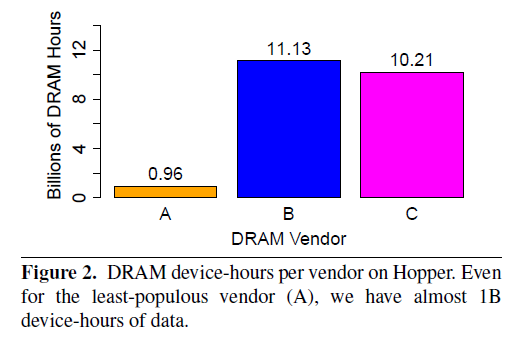 Billions of DRAM Hours
12
8
4
0
11.13
10.21
0.96
A B C
DRAM Vendor
Figure 2. DRAM device-hours per vendor on Hopper. Even
for the least-populous vendor (A), we have almost 1B
device-hours of data.